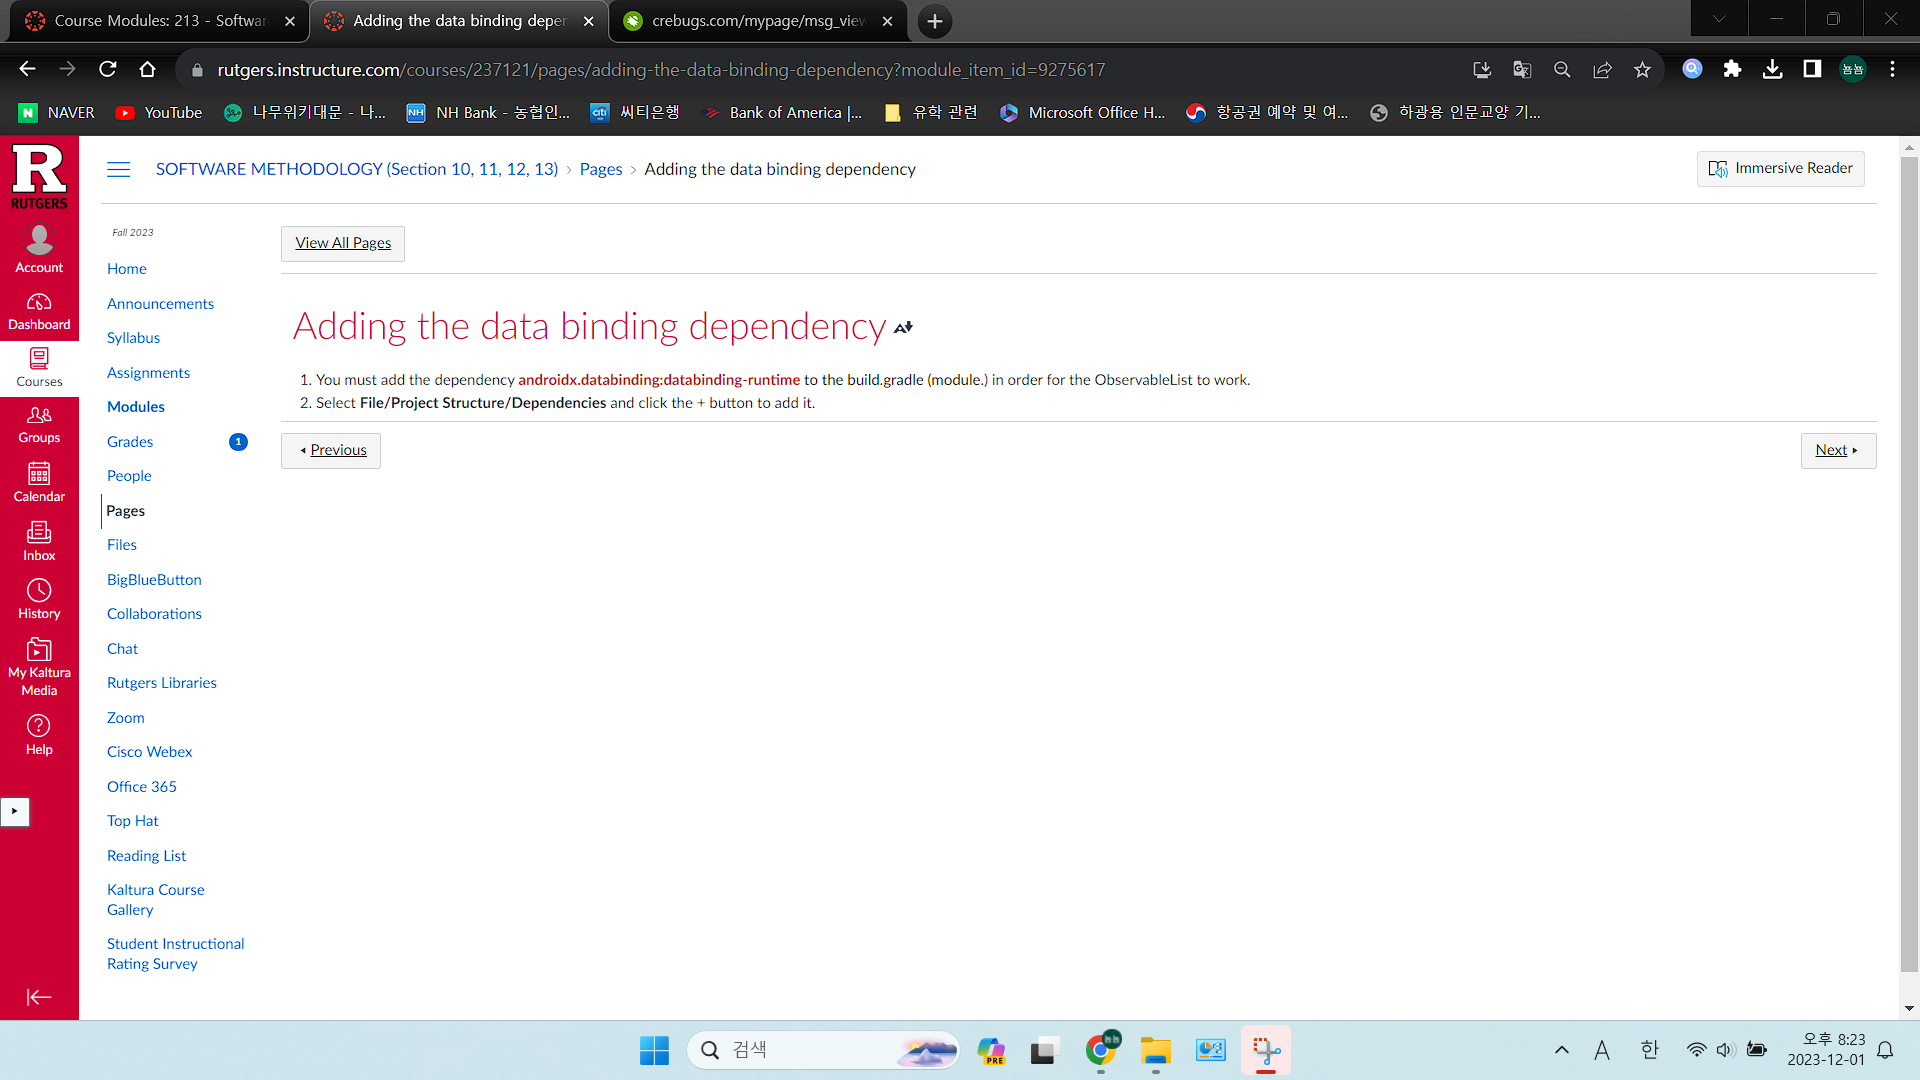 Course Modules: 213 - Softwar
Adding the data binding deper
crebugs.com/mypage/msg_view
rutgers.instructure.com/courses/237121/pages/adding-the-data-binding-dependency?module_item_id=9275617
뇸뇸
NAVER
YouTube
나무위키대문 - 나...
NH Bank - 농협인...
씨티은행
Bank of America |...
유학 관련
Microsoft Office H...
항공권 예약 및 여...
하광용 인문교양 기...
R
RUTGERS
Account
Dashboard
Courses
Groups
Calendar
Inbox
History
My Kaltura
Media
Help
SOFTWARE METHODOLOGY (Section 10, 11, 12, 13) › Pages › Adding the data binding dependency
Immersive Reader
Fall 2023
Home
Announcements
Syllabus
Assignments
Modules
Grades 1
People
Pages
Files
BigBlueButton
Collaborations
Chat
Rutgers Libraries
Zoom
Cisco Webex
Office 365
Top Hat
Reading List
Kaltura Course
Gallery
Student Instructional
Rating Survey
View All Pages
Adding the data binding dependency
1. You must add the dependency androidx.databinding:databinding-runtime to the build.gradle (module.) in order for the ObservableList to work.
2. Select File/Project Structure/Dependencies and click the + button to add it.
Previous
Next
검색
PRE
A
한
오후 8:23
2023-12-01